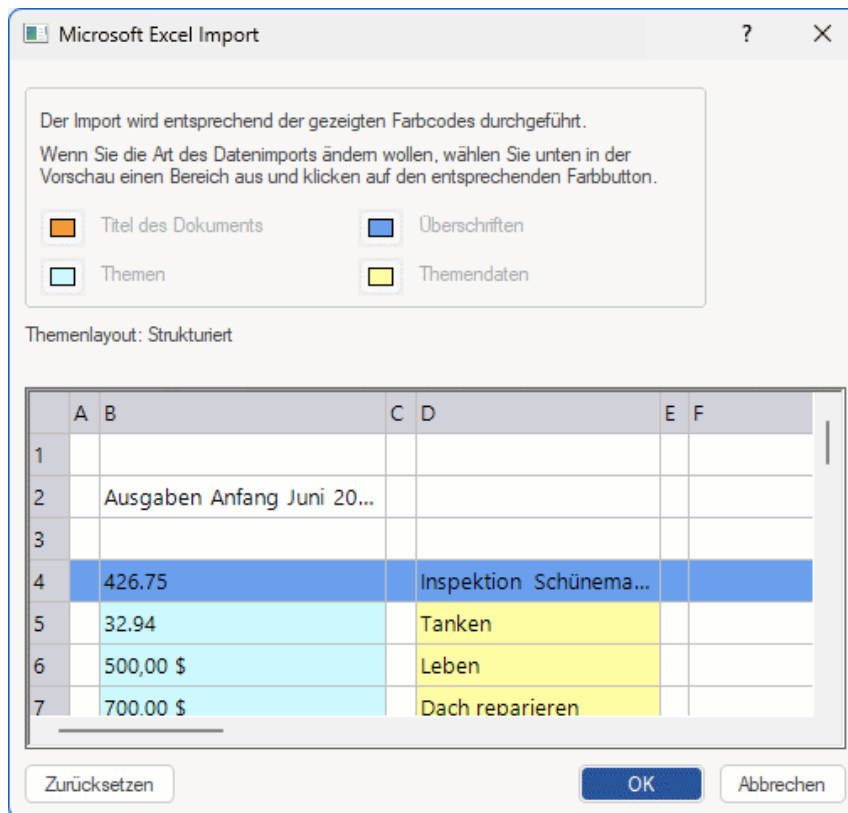 Microsoft Excel Import
Der Import wird entsprechend der gezeigten Farbcodes durchgeführt.
Wenn Sie die Art des Datenimports ändern wollen, wählen Sie unten in der
Vorschau einen Bereich aus und klicken auf den entsprechenden Farbbutton.
Titel des Dokuments Überschriften
Themen Themendaten
Themenlayout: Strukturiert
A B C D E F
1
2 Ausgaben Anfang Juni 20...
3
4 426.75 Inspektion Schünema...
5 32.94 Tanken
6 500,00 $ Leben
7 700,00 $ Dach reparieren
Zurücksetzen OK Abbrechen